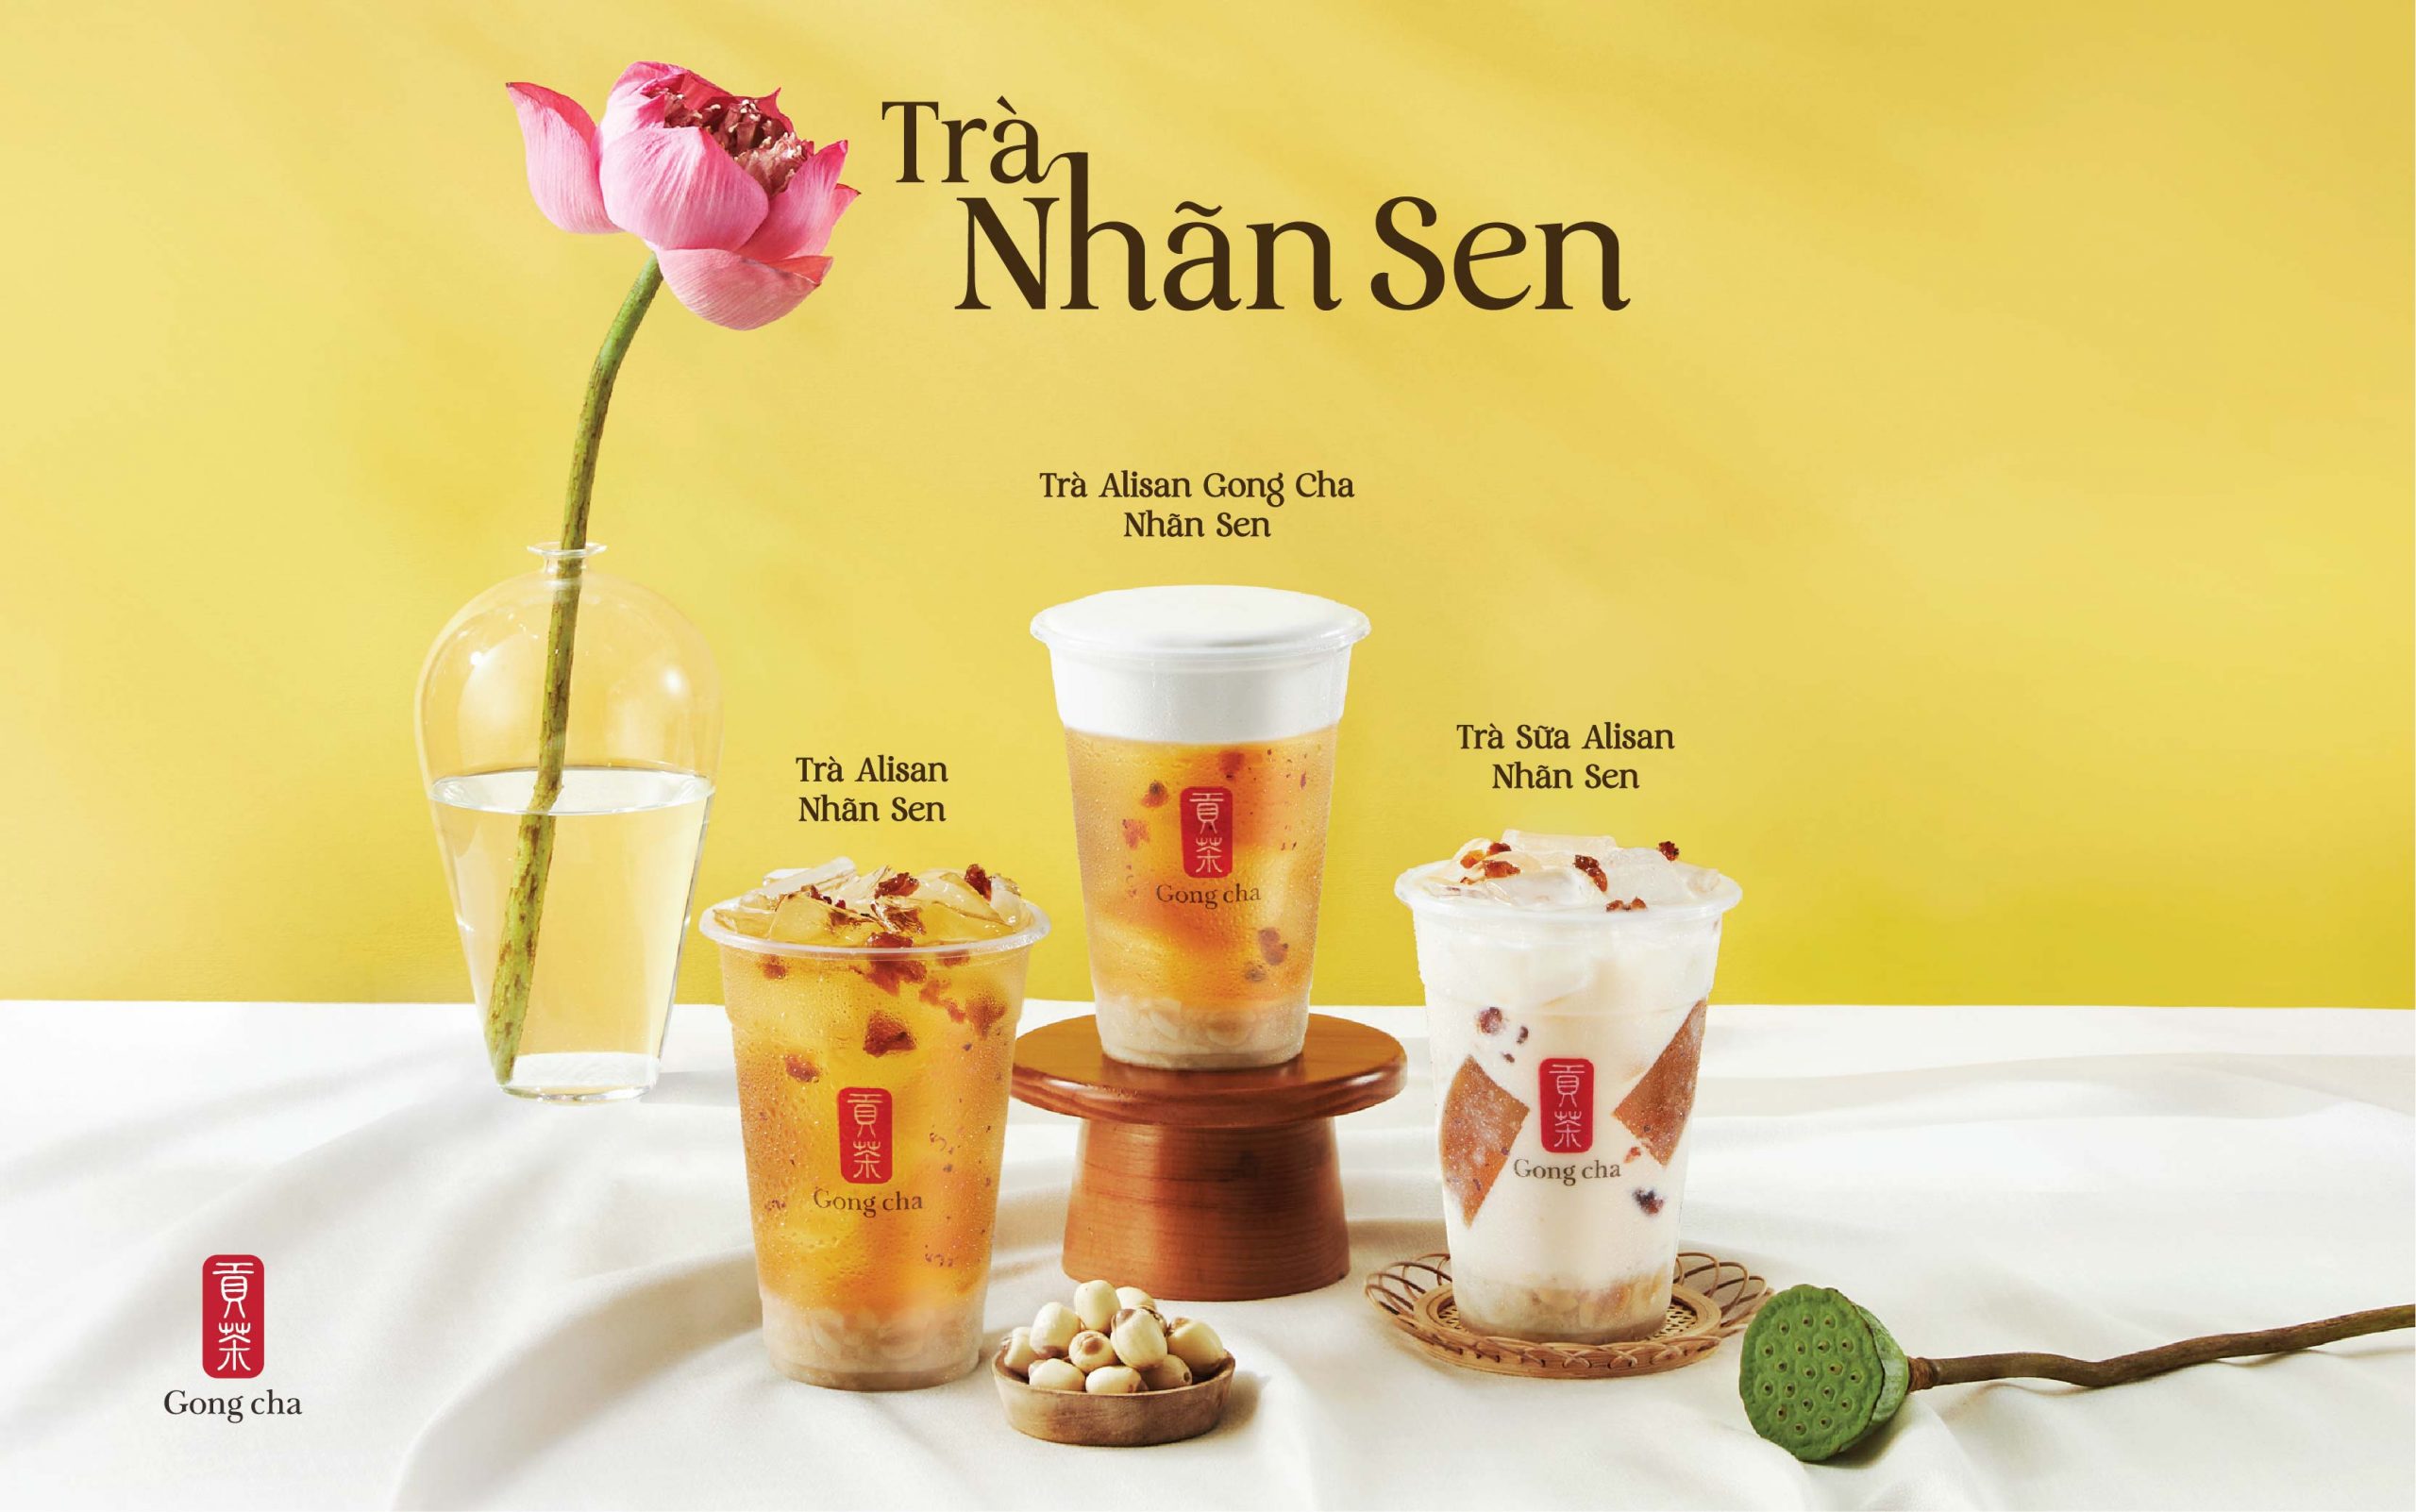 Trà
Nhãn Sen
Trà Alisan Gong Cha
Nhãn Sen
Trà Alisan
Nhãn Sen
Trà Sữa Alisan
Nhãn Sen
貢茶
Gong cha
貢茶
Gong cha
貢茶
Gong cha
貢茶
Gong cha